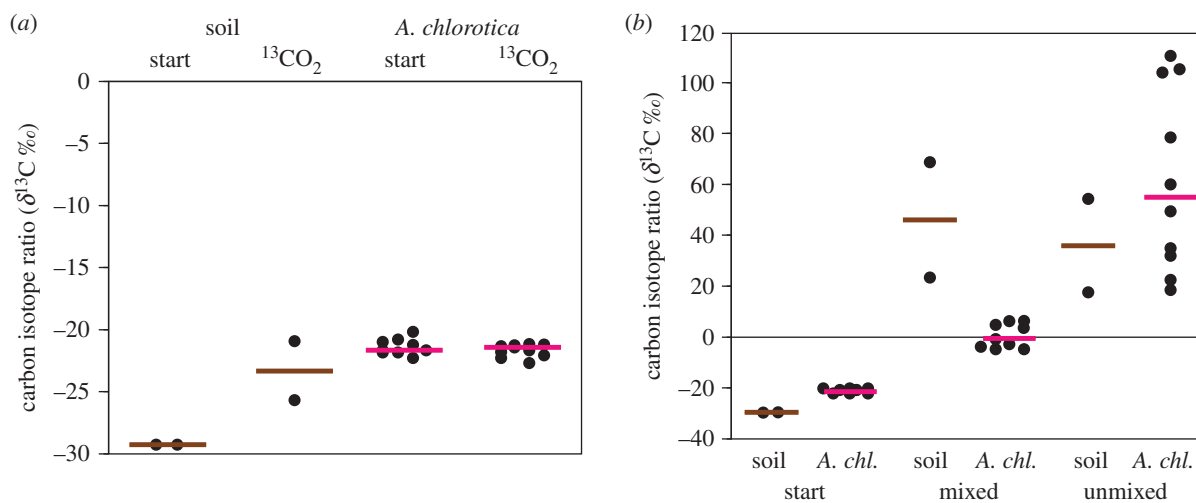 (a)
soil A. chlorotica
start ¹³CO₂ start ¹³CO₂
carbon isotope ratio (δ¹³C ‰)
0
–5
–10
–15
–20
–25
–30
(b)
carbon isotope ratio (δ¹³C ‰)
120
100
80
60
40
20
0
–20
–40
soil A. chl. soil A. chl. soil A. chl.
start mixed unmixed